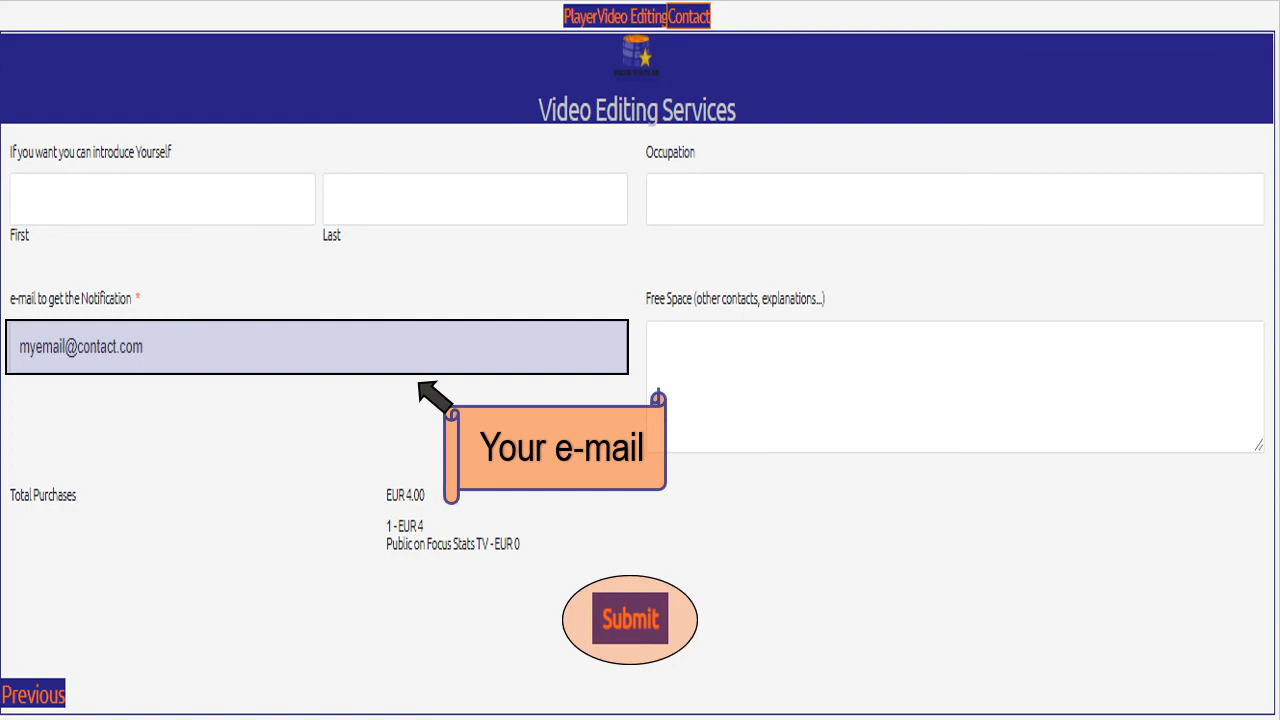 PlayerVideo EditingContact
Video Editing Services
If you want you can introduce Yourself
Occupation
First
Last
e-mail to get the Notification *
Free Space (other contacts, explanations...)
myemail@contact.com
Your e-mail
Total Purchases
EUR 4.00
1 - EUR 4
Public on Focus Stats TV - EUR 0
Submit
Previous